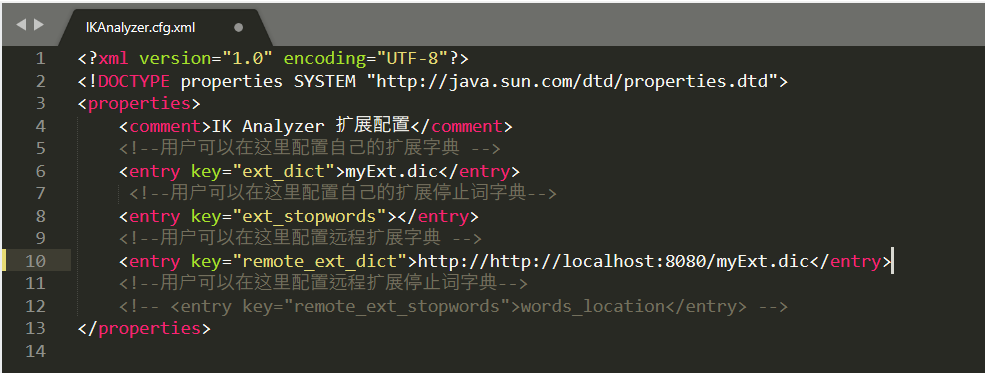 IKAnalyzer.cfg.xml
1 <?xml version="1.0" encoding="UTF-8"?>
2 <!DOCTYPE properties SYSTEM "http://java.sun.com/dtd/properties.dtd">
3 <properties>
4 <comment>IK Analyzer 扩展配置</comment>
5 <!--用户可以在这里配置自己的扩展字典 -->
6 <entry key="ext_dict">myExt.dic</entry>
7 <!--用户可以在这里配置自己的扩展停止词字典-->
8 <entry key="ext_stopwords"></entry>
9 <!--用户可以在这里配置远程扩展字典 -->
10 <entry key="remote_ext_dict">http://http://localhost:8080/myExt.dic</entry>
11 <!--用户可以在这里配置远程扩展停止词字典-->
12 <!-- <entry key="remote_ext_stopwords">words_location</entry> -->
13 </properties>
14